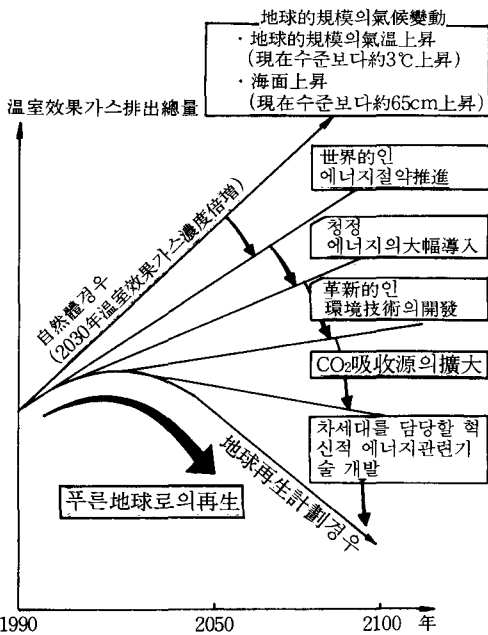 地球的規模의氣候變動
· 地球的規模의氣溫上昇
(現在수준보다約3℃上昇)
· 海面上昇
(現在수준보다約65cm上昇)
溫室效果가스排出總量
世界的인
에너지절약推進
청정
에너지의大幅導入
革新的인
環境技術의開發
CO₂吸收源의擴大
차세대를 담당할 혁
신적 에너지관련기
술 개발
自然體경우
(2030年溫室效果가스濃度倍增)
地球再生計劃경우
푸른地球로의再生
1990
2050
2100
年